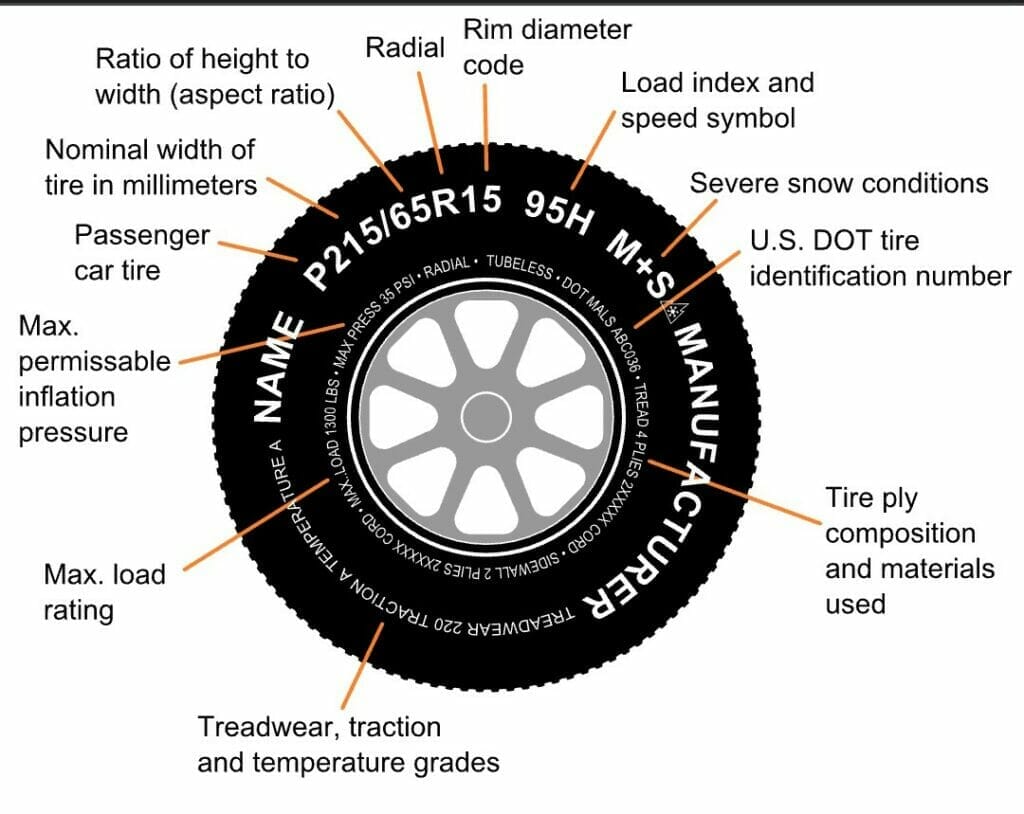 Rim diameter
code
Radial
Ratio of height to
width (aspect ratio)
Load index and
speed symbol
Nominal width of
tire in millimeters
Severe snow conditions
Passenger
car tire
U.S. DOT tire
identification number
Max.
permissable
inflation
pressure
Tire ply
composition
and materials
used
Max. load
rating
Treadwear, traction
and temperature grades
NAME P215/65R15 95H M+S MANUFACTURER
TREADWEAR 220 TRACTION A TEMPERATURE A
MAX. LOAD 1300 LBS • MAX PRESS 35 PSI • RADIAL • TUBELESS • DOT MALS ABC036 • TREAD 4 PLIES 2XXXXX CORD • SIDEWALL 2 PLIES 2XXXXX CORD •